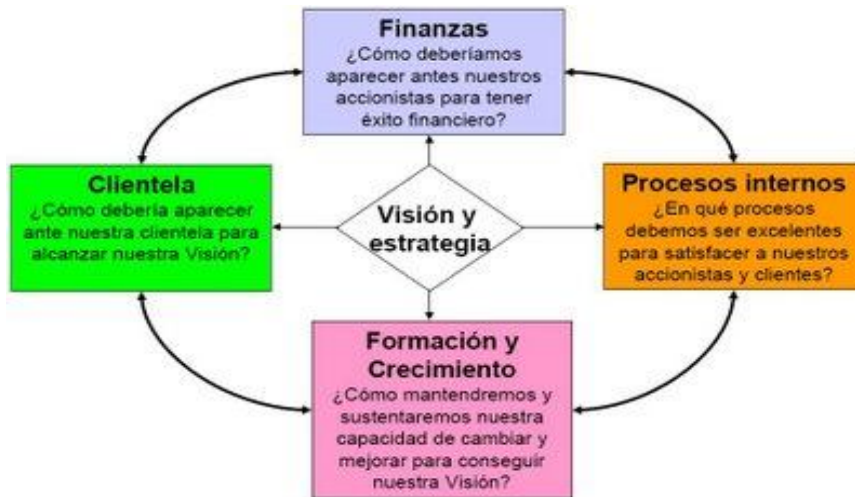 Finanzas
¿Cómo deberíamos
aparecer antes nuestros
accionistas para tener
éxito financiero?
Clientela
¿Cómo debería aparecer
ante nuestra clientela para
alcanzar nuestra Visión?
Visión y
estrategia
Procesos internos
¿En qué procesos
debemos ser excelentes
para satisfacer a nuestros
accionistas y clientes?
Formación y
Crecimiento
¿Cómo mantendremos y
sustentaremos nuestra
capacidad de cambiar y
mejorar para conseguir
nuestra Visión?